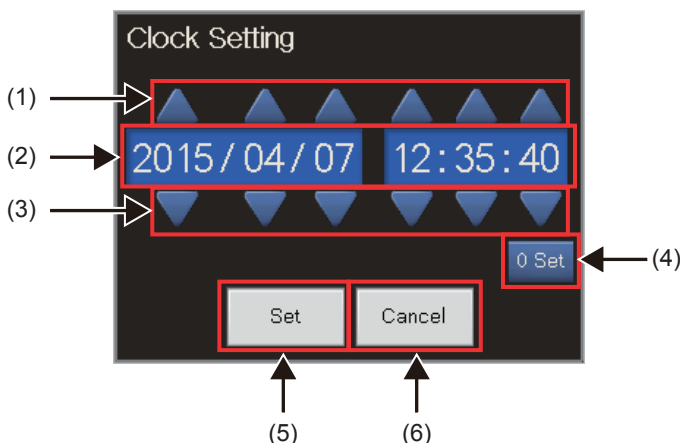 Clock Setting
(1)
(2) 2015/04/07 12:35:40
(3)
0 Set (4)
Set Cancel
(5) (6)